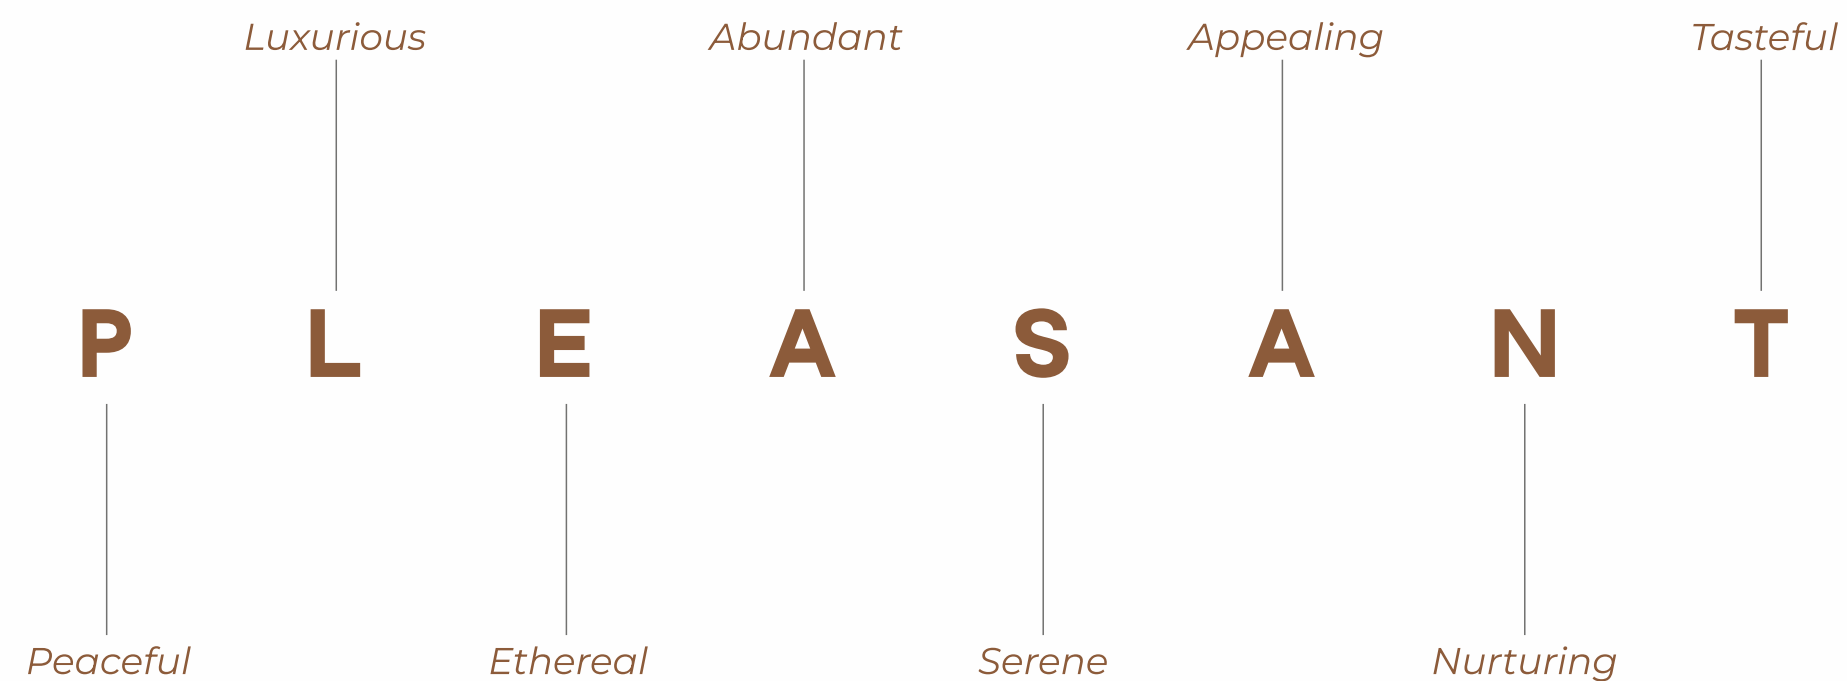 Luxurious Abundant Appealing Tasteful
P L E A S A N T
Peaceful Ethereal Serene Nurturing